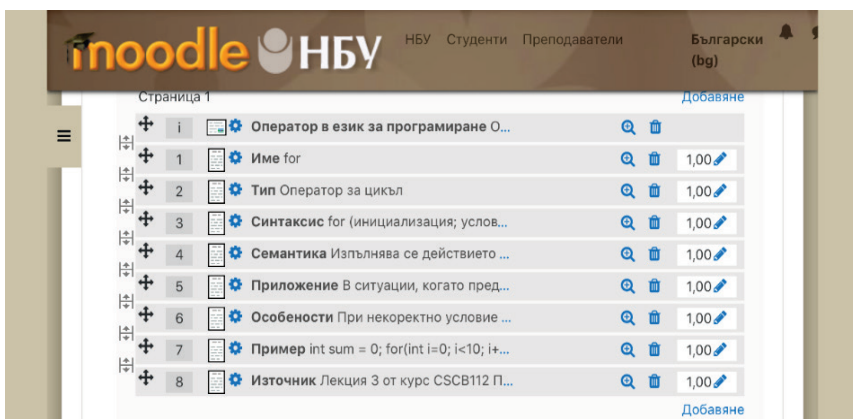 moodle НБУ НБУ Студенти Преподаватели Български
(bg)
Страница 1 Добавяне
i Оператор в език за програмиране О...
1 Име for 1,00
2 Тип Оператор за цикъл 1,00
3 Синтаксис for (инициализация; услов... 1,00
4 Семантика Изпълнява се действието ... 1,00
5 Приложение В ситуации, когато пред... 1,00
6 Особености При некоректно условие ... 1,00
7 Пример int sum = 0; for(int i=0; i<10; i+... 1,00
8 Източник Лекция 3 от курс CSCB112 П... 1,00
Добавяне